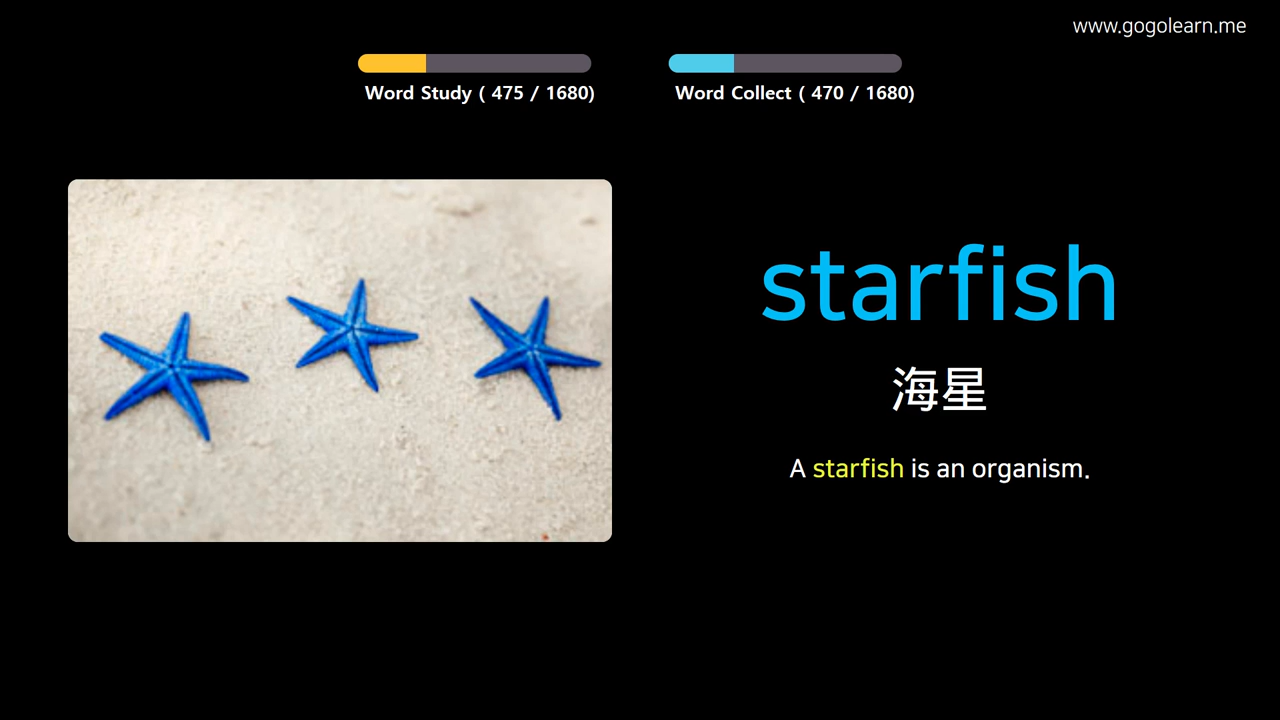 www.gogolearn.me
Word Study ( 475 / 1680)
Word Collect ( 470 / 1680)
starfish
海星
A starfish is an organism.